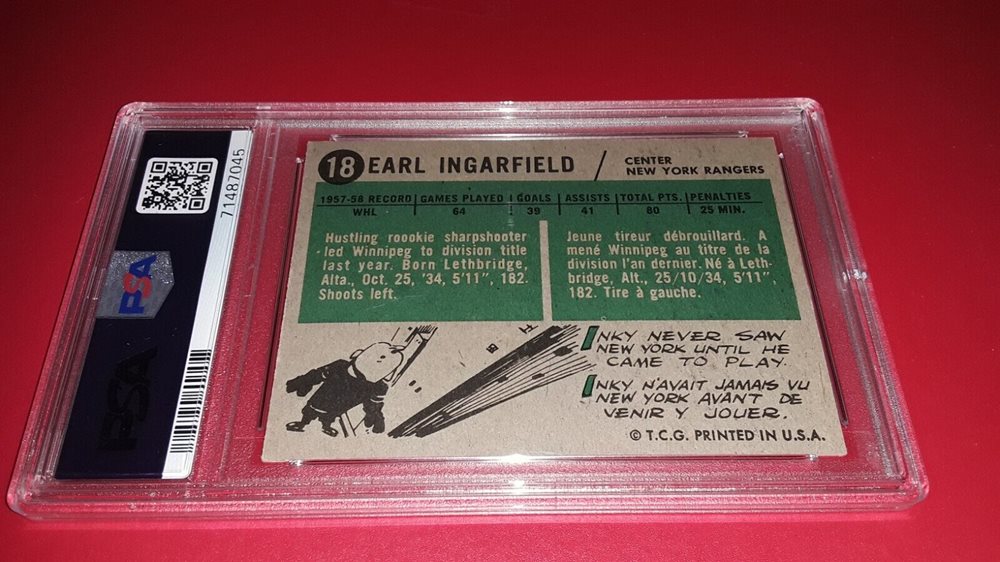 71487045
PSA
PSA
18 EARL INGARFIELD / CENTER
NEW YORK RANGERS
1957-58 RECORD GAMES PLAYED GOALS ASSISTS TOTAL PTS. PENALTIES
WHL 64 39 41 80 25 MIN.
Hustling roookie sharpshooter
led Winnipeg to division title
last year. Born Lethbridge,
Alta., Oct. 25, '34, 5'11", 182.
Shoots left.
Jeune tireur débrouillard. A
mené Winnipeg au titre de la
division l'an dernier. Né à Leth-
bridge, Alt., 25/10/34, 5'11",
182. Tire à gauche.
INKY NEVER SAW
NEW YORK UNTIL HE
CAME TO PLAY.
INKY N'AVAIT JAMAIS VU
NEW YORK AVANT DE
VENIR Y JOUER.
© T.C.G. PRINTED IN U.S.A.